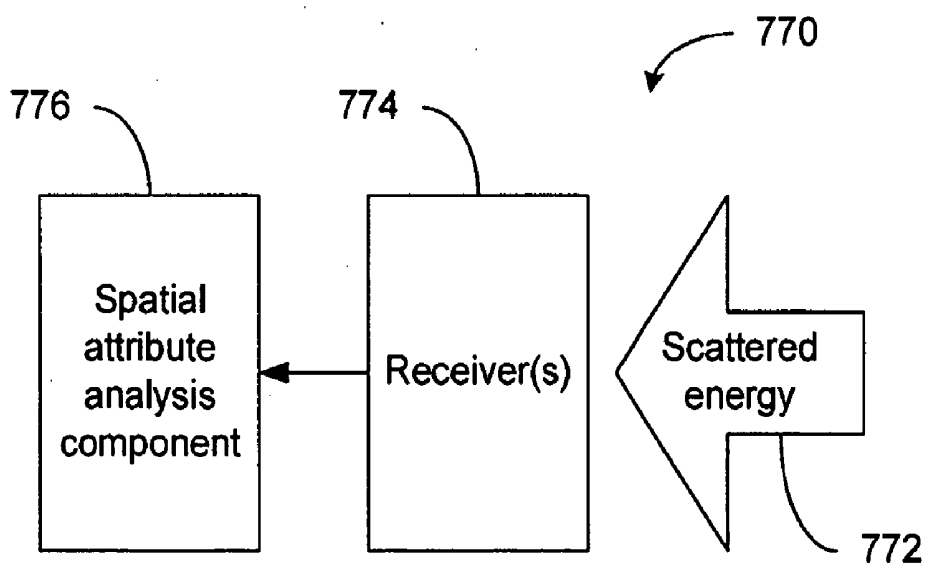 770
776
774
Spatial
attribute
analysis
component
Receiver(s)
Scattered
energy
772